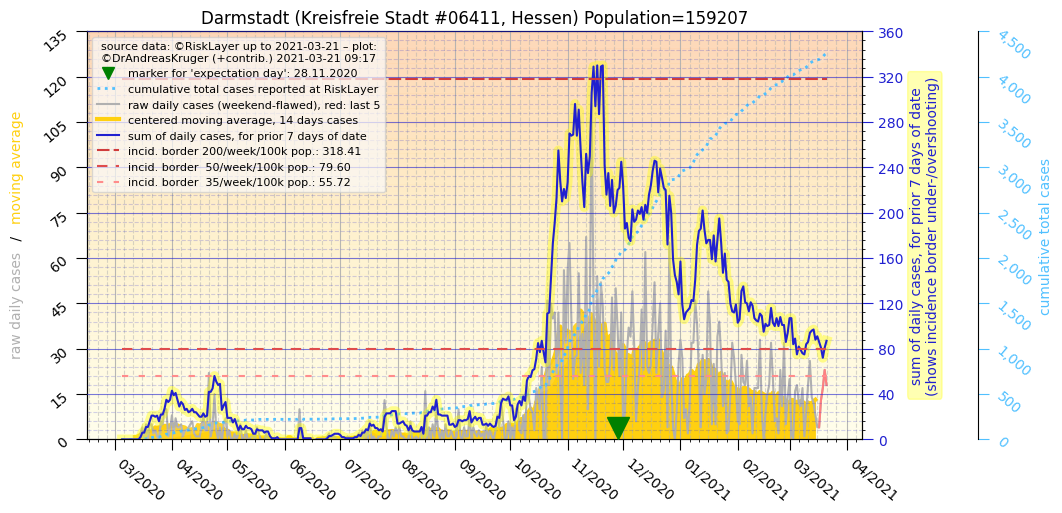 Darmstadt (Kreisfreie Stadt #06411, Hessen) Population=159207
source data: ©RiskLayer up to 2021-03-21 – plot:
©DrAndreasKruger (+contrib.) 2021-03-21 09:17
marker for 'expectation day': 28.11.2020
cumulative total cases reported at RiskLayer
raw daily cases (weekend-flawed), red: last 5
centered moving average, 14 days cases
sum of daily cases, for prior 7 days of date
incid. border 200/week/100k pop.: 318.41
incid. border 50/week/100k pop.: 79.60
incid. border 35/week/100k pop.: 55.72
raw daily cases / moving average
135
120
105
90
75
60
45
30
15
0
03/2020
04/2020
05/2020
06/2020
07/2020
08/2020
09/2020
10/2020
11/2020
12/2020
01/2021
02/2021
03/2021
04/2021
360
320
280
240
200
160
120
80
40
0
sum of daily cases, for prior 7 days of date
(shows incidence border under-/overshooting)
4,500
4,000
3,500
3,000
2,500
2,000
1,500
1,000
500
0
cumulative total cases